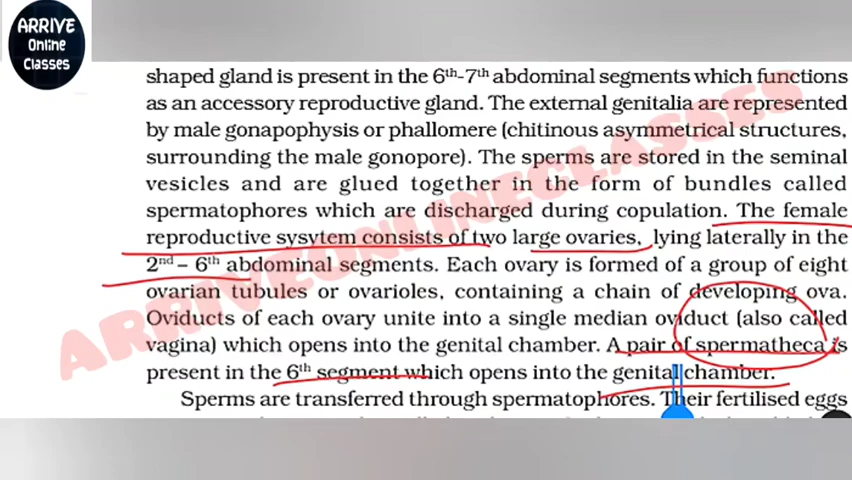 ARRIVE
Online
Classes
shaped gland is present in the 6th-7th abdominal segments which functions
as an accessory reproductive gland. The external genitalia are represented
by male gonapophysis or phallomere (chitinous asymmetrical structures,
surrounding the male gonopore). The sperms are stored in the seminal
vesicles and are glued together in the form of bundles called
spermatophores which are discharged during copulation. The female
reproductive sysytem consists of two large ovaries, lying laterally in the
2nd – 6th abdominal segments. Each ovary is formed of a group of eight
ovarian tubules or ovarioles, containing a chain of developing ova.
Oviducts of each ovary unite into a single median oviduct (also called
vagina) which opens into the genital chamber. A pair of spermatheca is
present in the 6th segment which opens into the genital chamber.
Sperms are transferred through spermatophores. Their fertilised eggs
ARRIVEONLINECLASSES